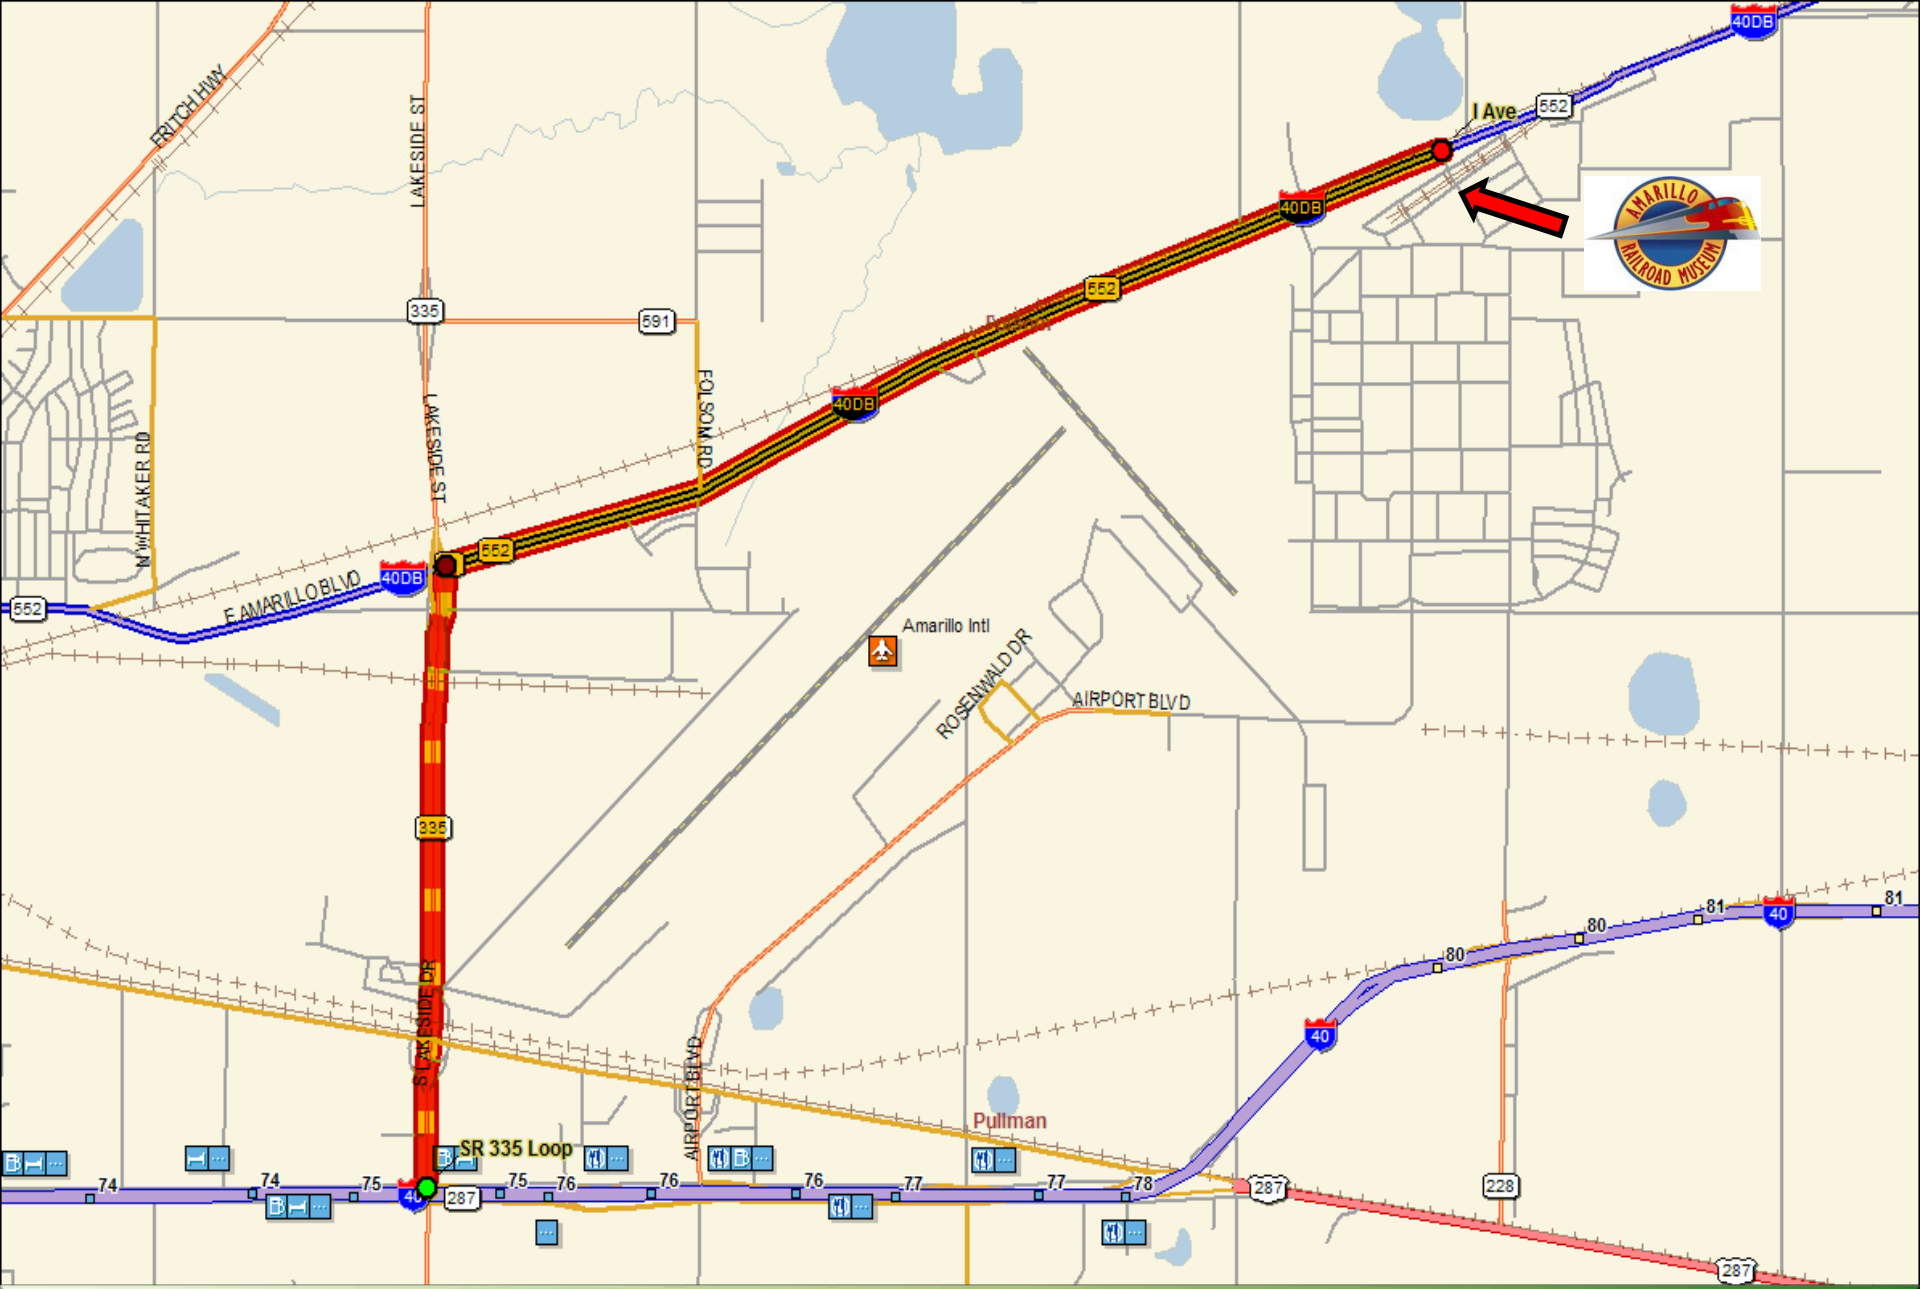 40DB
FRITCH HWY
LAKESIDE ST
I Ave
552
40DB
AMARILLO
RAILROAD MUSEUM
552
335
591
40DB
LAKESIDE ST
FOLSOM RD
N WHITAKER RD
552
40DB
E AMARILLO BLVD
552
Amarillo Intl
ROSENWALD DR
AIRPORT BLVD
335
81
81
40
80
80
S LAKESIDE DR
40
AIRPORT BLVD
Pullman
SR 335 Loop
74
74
75
40
287
75
76
76
76
77
77
78
287
228
287